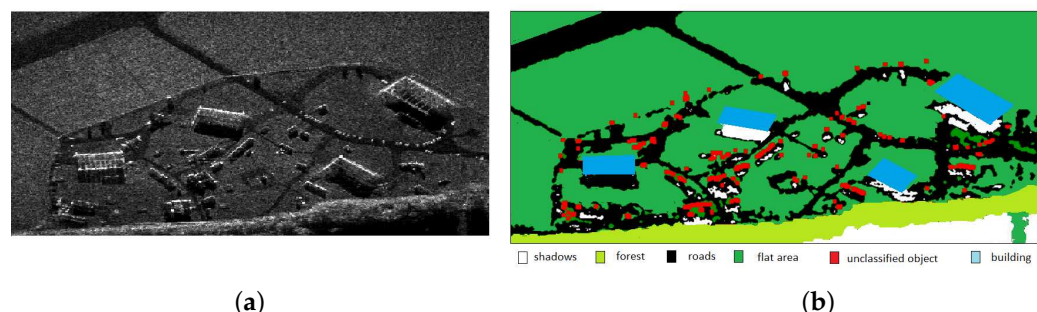 shadows forest roads flat area unclassified object building
(a) (b)